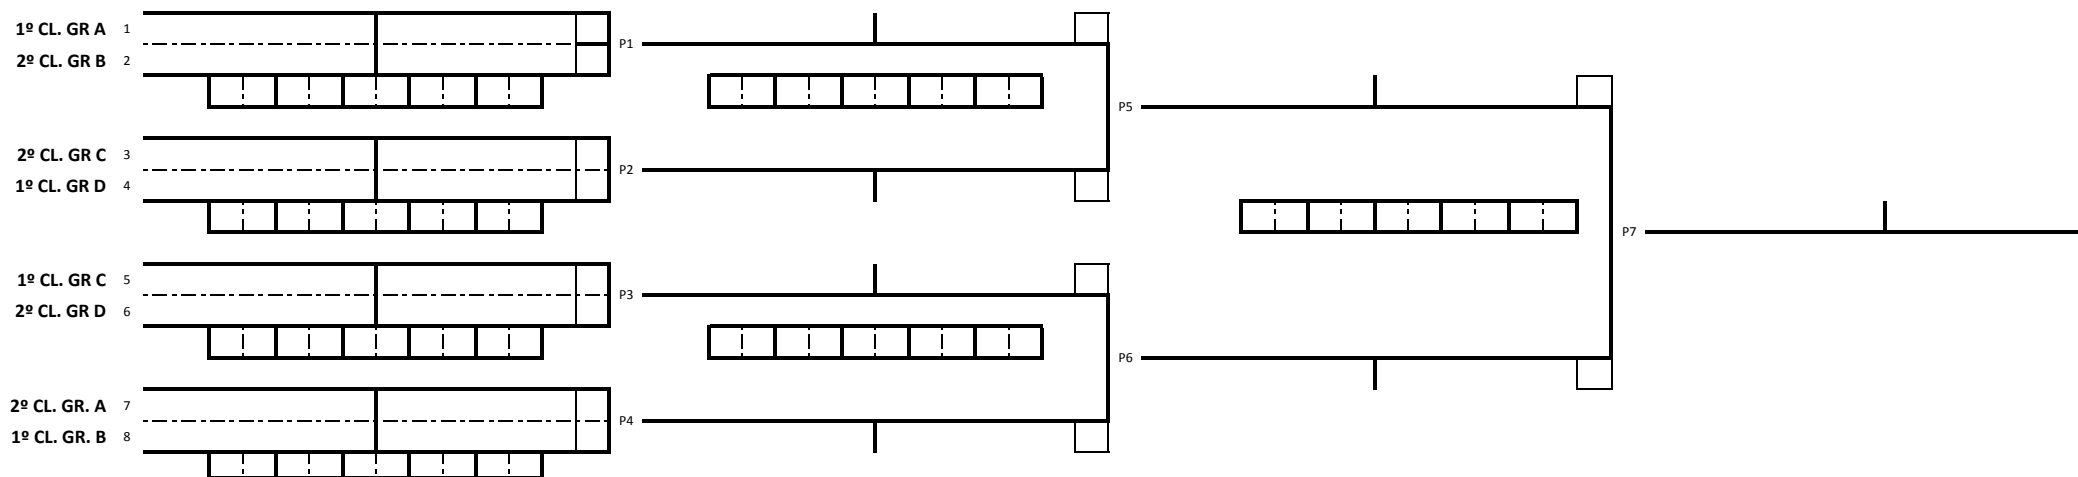 1º CL. GR A 1
P1
2º CL. GR B 2
P5
2º CL. GR C 3
P2
1º CL. GR D 4
P7
1º CL. GR C 5
P3
2º CL. GR D 6
P6
2º CL. GR. A 7
P4
1º CL. GR. B 8